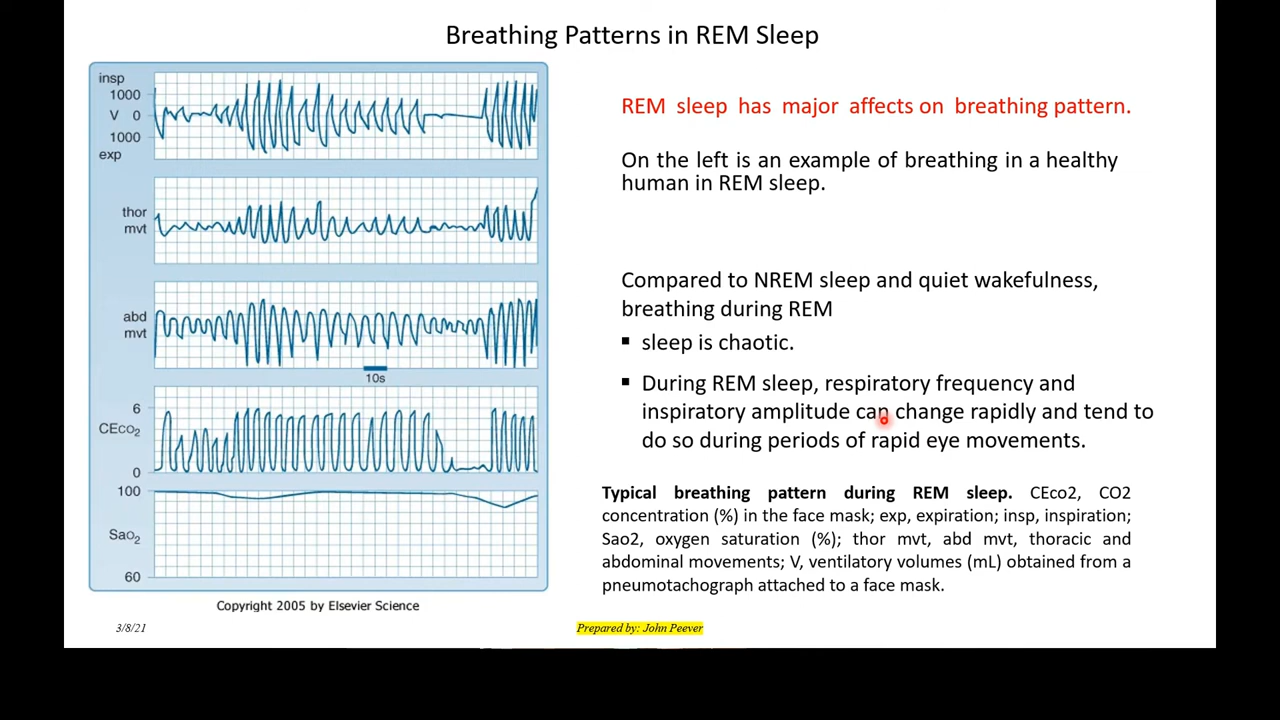 Breathing Patterns in REM Sleep
insp
1000
V 0
1000
exp
thor
mvt
abd
mvt
10s
6
CECO₂
0
100
SaO₂
60
Copyright 2005 by Elsevier Science
REM sleep has major affects on breathing pattern.
On the left is an example of breathing in a healthy
human in REM sleep.
Compared to NREM sleep and quiet wakefulness,
breathing during REM
▪ sleep is chaotic.
▪ During REM sleep, respiratory frequency and
inspiratory amplitude can change rapidly and tend to
do so during periods of rapid eye movements.
Typical breathing pattern during REM sleep. CEco2, CO2
concentration (%) in the face mask; exp, expiration; insp, inspiration;
Sao2, oxygen saturation (%); thor mvt, abd mvt, thoracic and
abdominal movements; V, ventilatory volumes (mL) obtained from a
pneumotachograph attached to a face mask.
3/8/21
Prepared by: John Peever